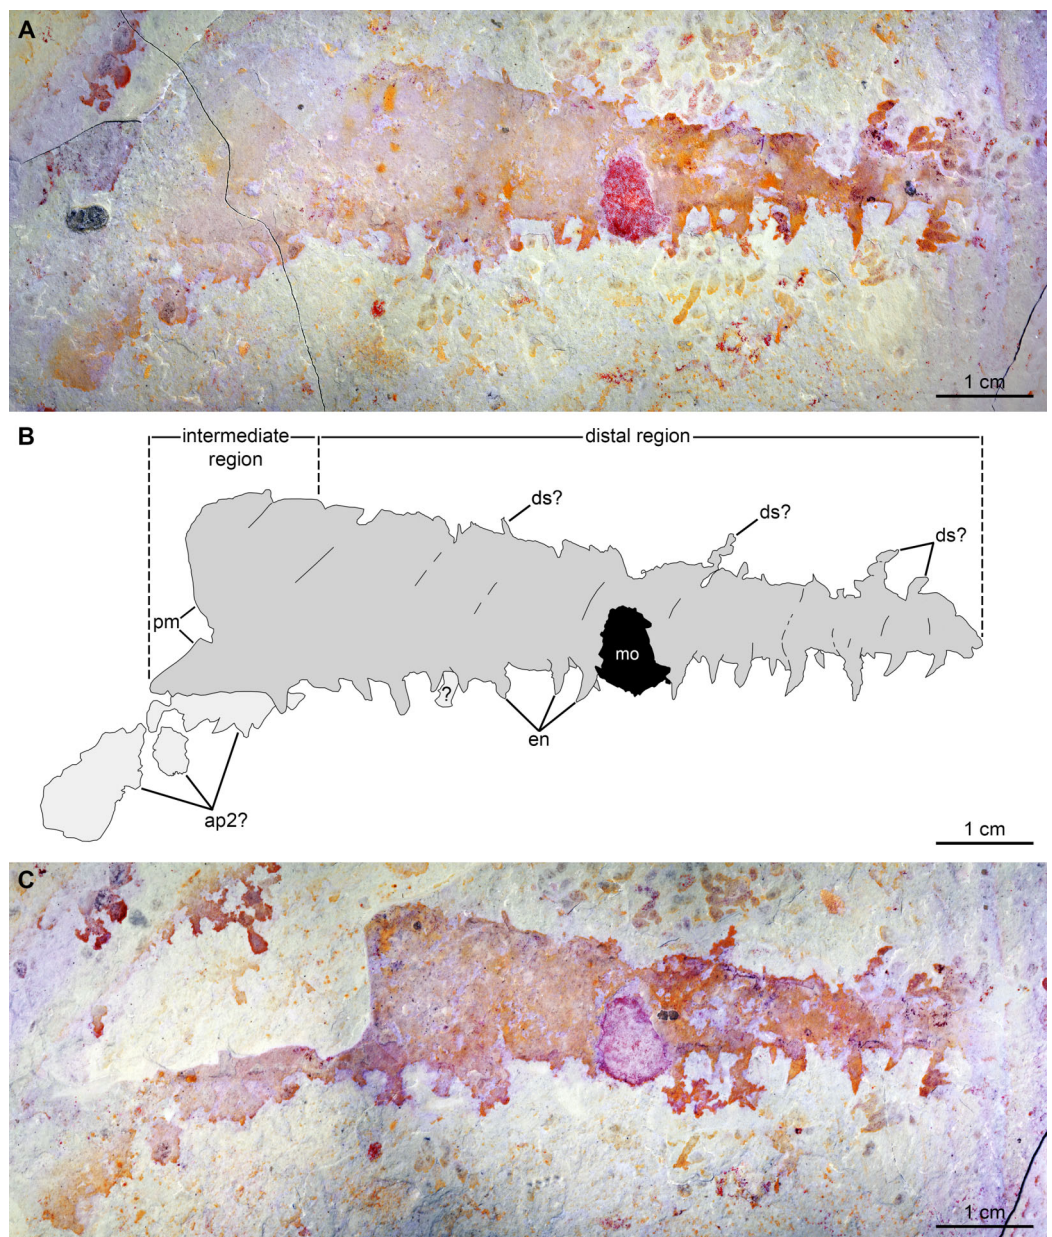 A
1 cm
B
intermediate
region
distal region
ds?
ds?
ds?
pm
mo
?
en
ap2?
1 cm
C
1 cm